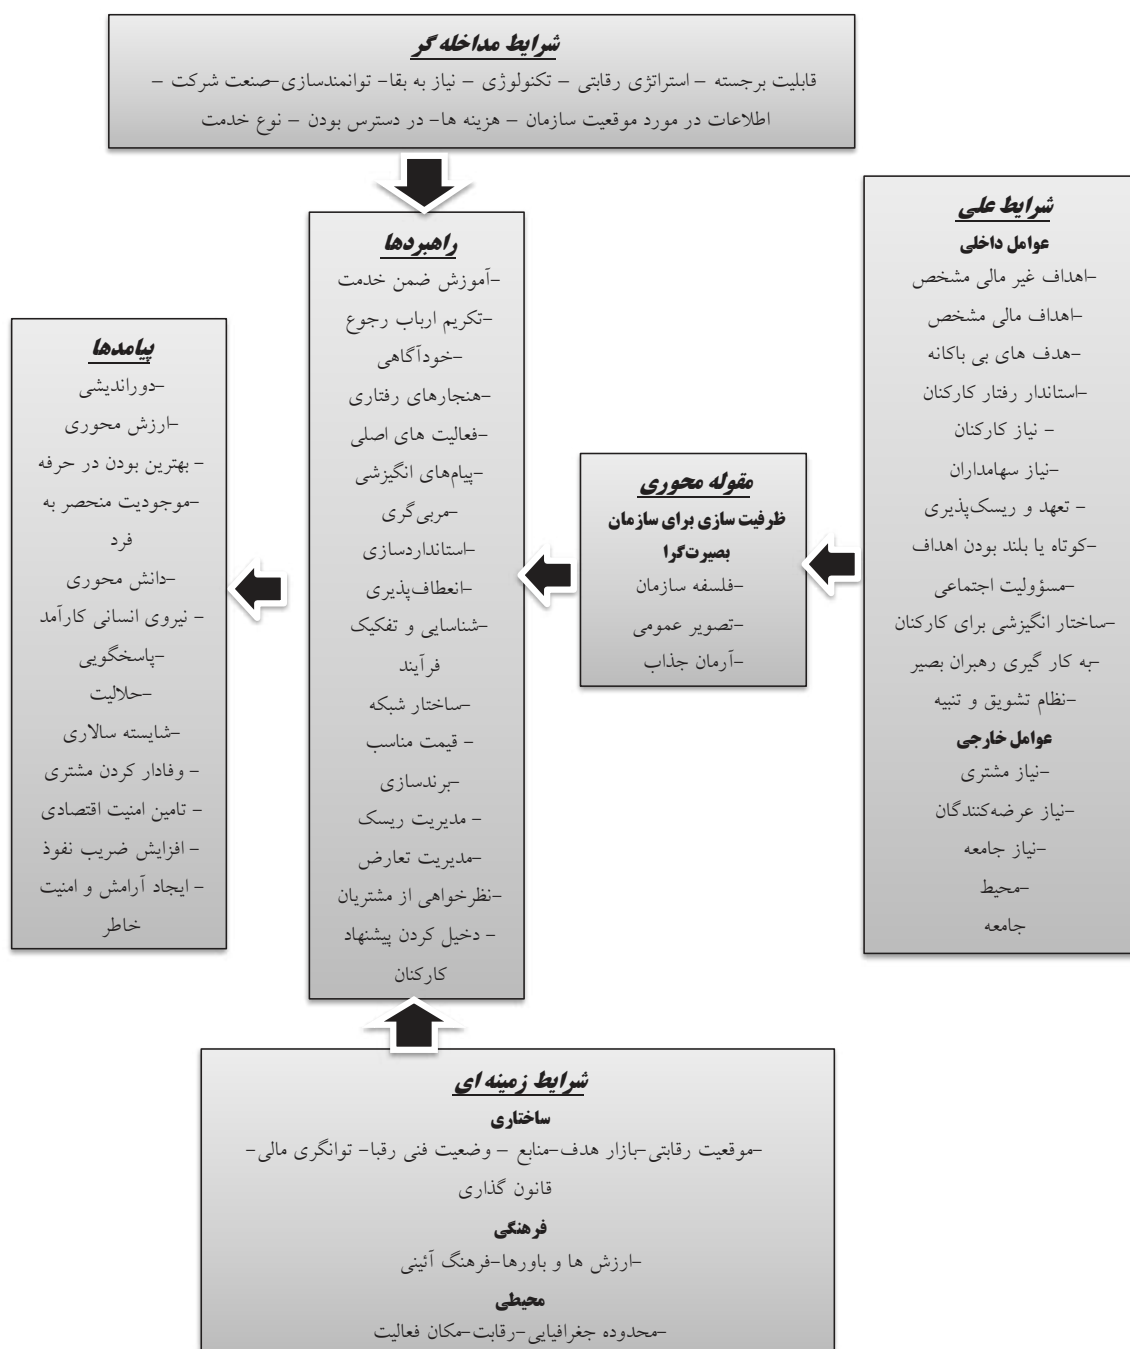 شرایط مداخله گر
قابلیت برجسته – استراتژی رقابتی – تکنولوژی – نیاز به بقا- توانمندسازی-صنعت شرکت –
اطلاعات در مورد موقعیت سازمان – هزینه ها- در دسترس بودن – نوع خدمت
شرایط علی
عوامل داخلی
-اهداف غیر مالی مشخص
-اهداف مالی مشخص
-هدف های بی باکانه
-استاندار رفتار کارکنان
- نیاز کارکنان
-نیاز سهامداران
- تعهد و ریسک‌پذیری
-کوتاه یا بلند بودن اهداف
-مسؤولیت اجتماعی
-ساختار انگیزشی برای کارکنان
-به کار گیری رهبران بصیر
-نظام تشویق و تنبیه
عوامل خارجی
-نیاز مشتری
-نیاز عرضه‌کنندگان
-نیاز جامعه
-محیط
جامعه
مقوله محوری
ظرفیت سازی برای سازمان
بصیرت‌گرا
-فلسفه سازمان
-تصویر عمومی
-آرمان جذاب
راهبردها
-آموزش ضمن خدمت
-تکریم ارباب رجوع
-خودآگاهی
-هنجارهای رفتاری
-فعالیت های اصلی
-پیام‌های انگیزشی
-مربی‌گری
-استانداردسازی
-انعطاف‌پذیری
-شناسایی و تفکیک
فرآیند
-ساختار شبکه
- قیمت مناسب
-برندسازی
- مدیریت ریسک
-مدیریت تعارض
-نظرخواهی از مشتریان
- دخیل کردن پیشنهاد
کارکنان
پیامدها
-دوراندیشی
-ارزش محوری
- بهترین بودن در حرفه
-موجودیت منحصر به
فرد
-دانش محوری
- نیروی انسانی کارآمد
-پاسخگویی
-حلالیت
-شایسته سالاری
- وفادار کردن مشتری
- تامین امنیت اقتصادی
- افزایش ضریب نفوذ
- ایجاد آرامش و امنیت
خاطر
شرایط زمینه ای
ساختاری
-موقعیت رقابتی-بازار هدف-منابع – وضعیت فنی رقبا- توانگری مالی-
قانون گذاری
فرهنگی
-ارزش ها و باورها-فرهنگ آئینی
محیطی
-محدوده جغرافیایی-رقابت-مکان فعالیت